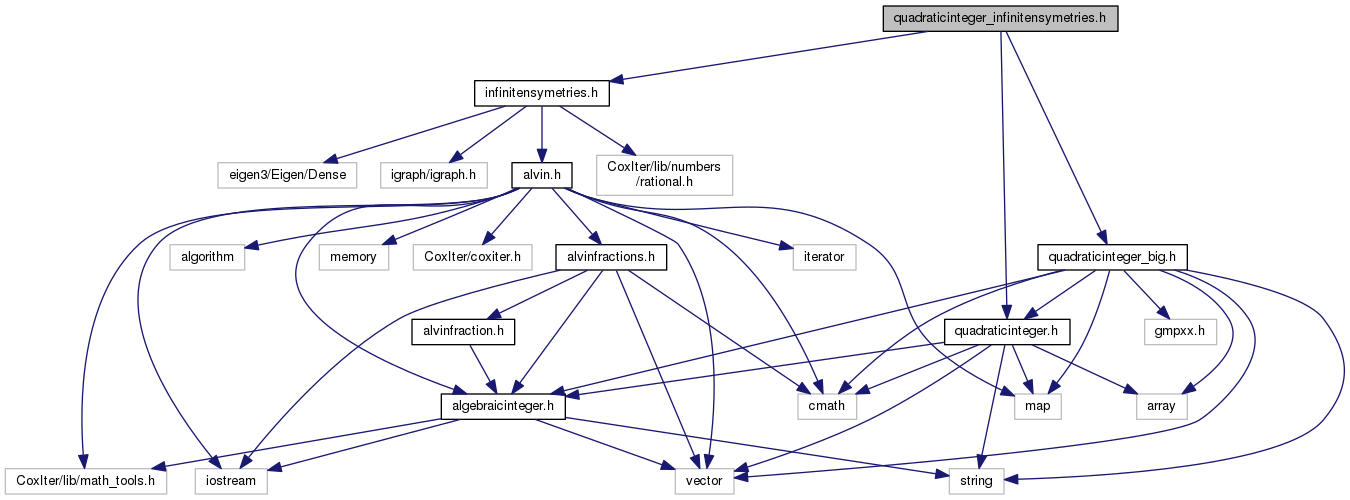 quadraticinteger_infinitensymetries.h
infinitensymetries.h
eigen3/Eigen/Dense
igraph/igraph.h
alvin.h
CoxIter/lib/numbers
/rational.h
algorithm
memory
CoxIter/coxiter.h
alvinfractions.h
iterator
quadraticinteger_big.h
alvinfraction.h
quadraticinteger.h
gmpxx.h
algebraicinteger.h
cmath
map
array
CoxIter/lib/math_tools.h
iostream
vector
string